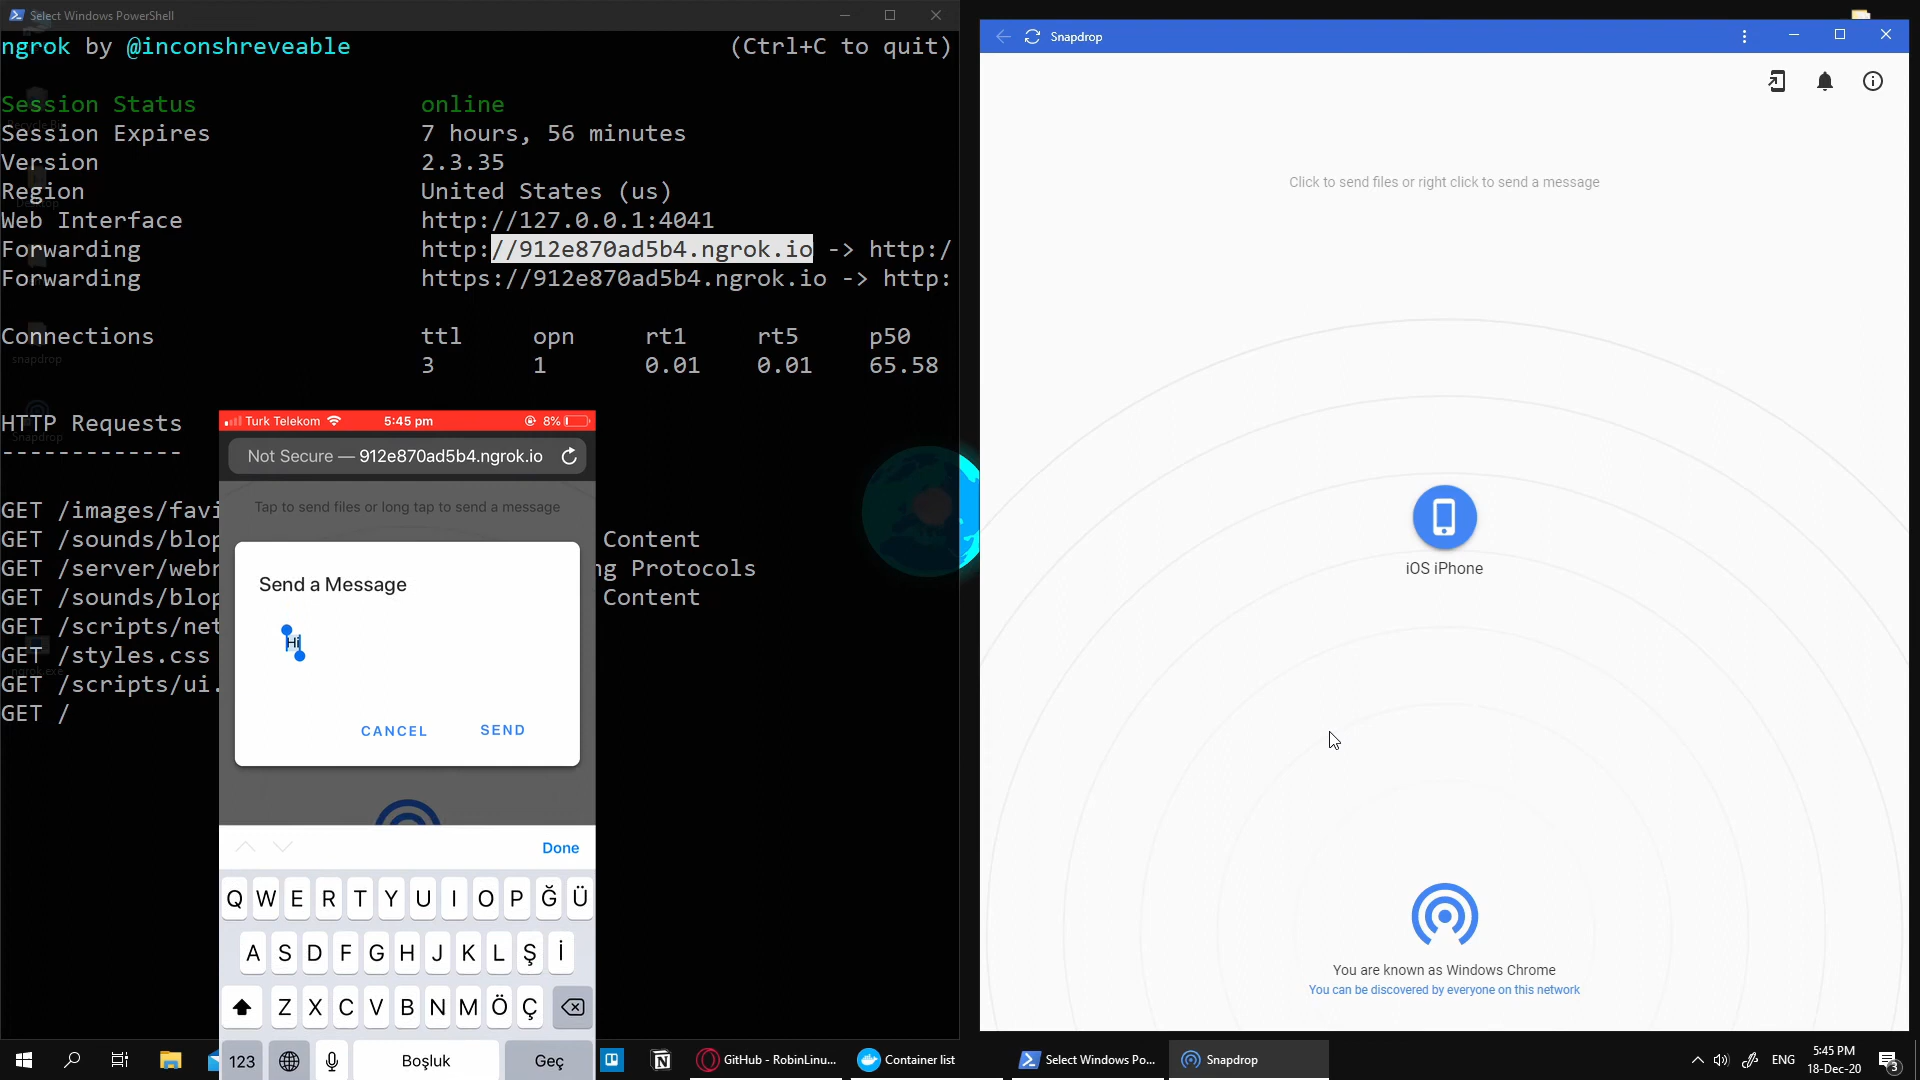 Select Windows PowerShell
ngrok by @inconshreveable (Ctrl+C to quit)
Session Status online
Session Expires 7 hours, 56 minutes
Version 2.3.35
Region United States (us)
Web Interface http://127.0.0.1:4041
Forwarding http://912e870ad5b4.ngrok.io -> http:/
Forwarding https://912e870ad5b4.ngrok.io -> http:
Connections ttl opn rt1 rt5 p50
3 1 0.01 0.01 65.58
HTTP Requests
-------------
GET /images/favi
GET /sounds/blop Content
GET /server/webr ng Protocols
GET /sounds/blop Content
GET /scripts/net
GET /styles.css
GET /scripts/ui.
GET /
snapdrop
Snapdrop
Turk Telekom 5:45 pm 8%
Not Secure — 912e870ad5b4.ngrok.io
Tap to send files or long tap to send a message
Send a Message
Hi
CANCEL SEND
Done
Q W E R T Y U I O P Ğ Ü
A S D F G H J K L Ş İ
Z X C V B N M Ö Ç
123 Boşluk Geç
Snapdrop
Click to send files or right click to send a message
iOS iPhone
You are known as Windows Chrome
You can be discovered by everyone on this network
GitHub - RobinLinu...
Container list
Select Windows Po...
Snapdrop
ENG
5:45 PM
18-Dec-20
3